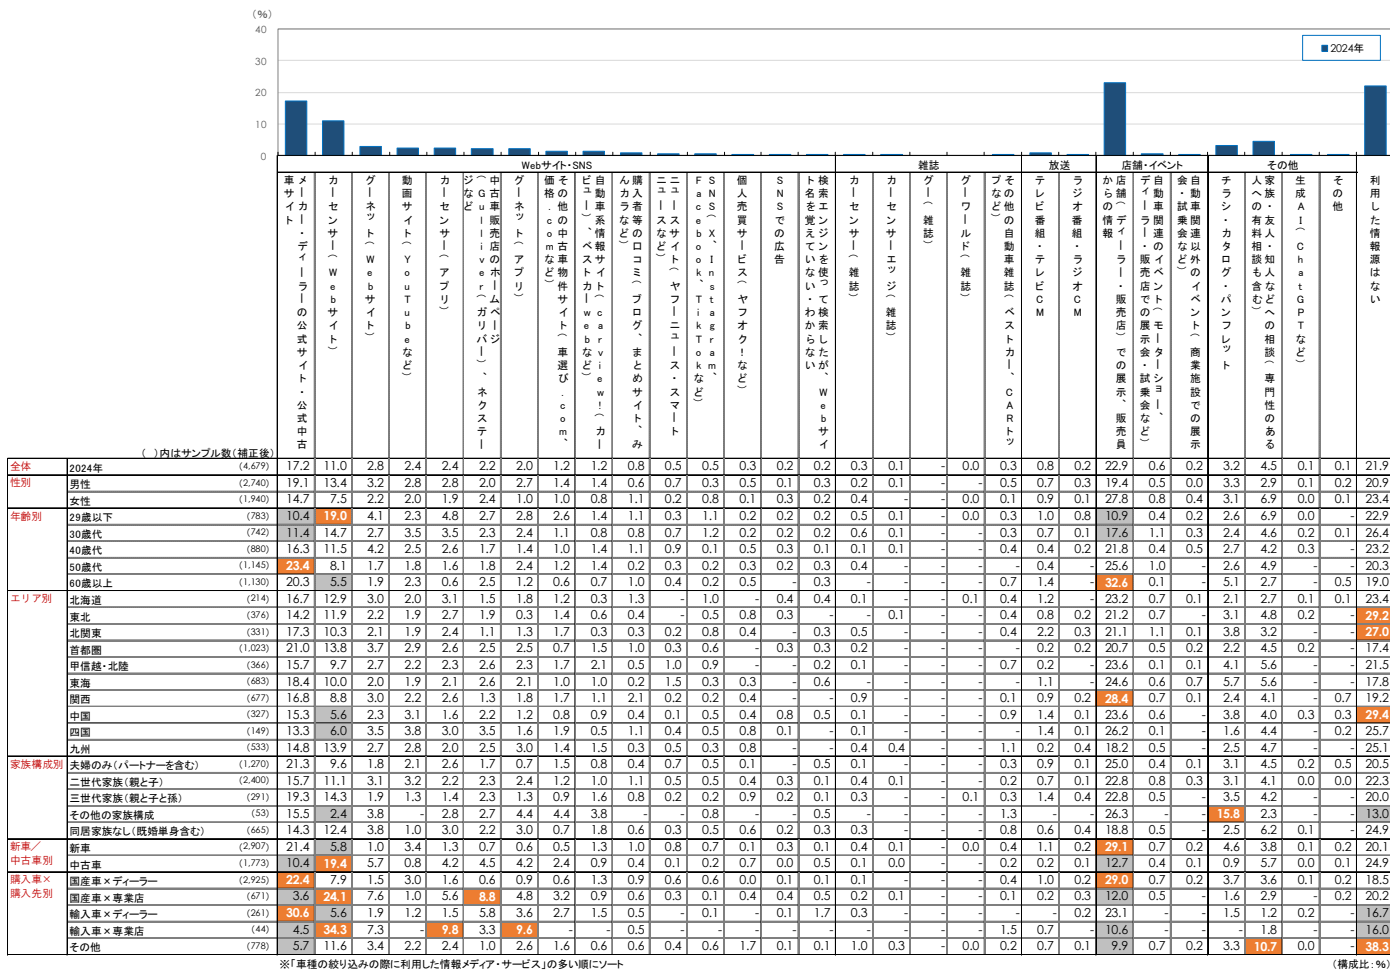 (%)
40
30
20
10
0
■2024年
Webサイト・SNS 雑誌 放送 店舗・イベント その他
メーカー・ディーラーの公式サイト・公式中古車サイト
カーセンサー(Webサイト)
グーネット(Webサイト)
動画サイト(YouTubeなど)
カーセンサー(アプリ)
中古車販売店のホームページ(Gulliver(ガリバー)、ネクステージなど
グーネット(アプリ)
その他の中古車物件サイト(車選び.com、価格.comなど)
自動車系情報サイト(carview!(カービュー)、ベストカーwebなど)
購入者等の口コミ(ブログ、まとめサイト、みんカラなど)
ニュースサイト(ヤフーニュース・スマートニュースなど)
SNS(X、Instagram、Facebook、TikTokなど)
個人売買サービス(ヤフオク!など)
SNSでの広告
検索エンジンを使って検索したが、Webサイト名を覚えていない・わからない
カーセンサー(雑誌)
カーセンサーエッジ(雑誌)
グー(雑誌)
グーワールド(雑誌)
その他の自動車雑誌(ベストカー、CARトップなど)
テレビ番組・テレビCM
ラジオ番組・ラジオCM
店舗(ディーラー・販売店)での展示、販売員からの情報
自動車関連のイベント(モーターショー、ディーラー・販売店での展示会・試乗会など)
自動車関連以外のイベント(商業施設での展示会・試乗会など)
チラシ・カタログ・パンフレット
家族・友人・知人などへの相談(専門性のある人への有料相談も含む)
生成AI(ChatGPTなど)
その他
利用した情報源はない
( )内はサンプル数(補正後)
全体 2024年 (4,679) 17.2 11.0 2.8 2.4 2.4 2.2 2.0 1.2 1.2 0.8 0.5 0.5 0.3 0.2 0.2 0.3 0.1 - 0.0 0.3 0.8 0.2 22.9 0.6 0.2 3.2 4.5 0.1 0.1 21.9
性別 男性 (2,740) 19.1 13.4 3.2 2.8 2.8 2.0 2.7 1.4 1.4 0.6 0.7 0.3 0.5 0.1 0.3 0.2 0.1 - - 0.5 0.7 0.3 19.4 0.5 0.0 3.3 2.9 0.1 0.2 20.9
女性 (1,940) 14.7 7.5 2.2 2.0 1.9 2.4 1.0 1.0 0.8 1.1 0.2 0.8 0.1 0.3 0.2 0.4 - - 0.0 0.1 0.9 0.1 27.8 0.8 0.4 3.1 6.9 0.0 0.1 23.4
年齢別 29歳以下 (783) 10.4 19.0 4.1 2.3 4.8 2.7 2.8 2.6 1.4 1.1 0.3 1.1 0.2 0.2 0.2 0.5 0.1 - 0.0 0.3 1.0 0.8 10.9 0.4 0.2 2.6 6.9 0.0 - 22.9
30歳代 (742) 11.4 14.7 2.7 3.5 3.5 2.3 2.4 1.1 0.8 0.8 0.7 1.2 0.2 0.2 0.2 0.6 0.1 - - 0.3 0.7 0.1 17.6 1.1 0.3 2.4 4.6 0.2 0.1 26.4
40歳代 (880) 16.3 11.5 4.2 2.5 2.6 1.7 1.4 1.0 1.4 1.1 0.9 0.1 0.5 0.3 0.1 0.1 0.1 - - 0.4 0.4 0.2 21.8 0.4 0.5 2.7 4.2 0.3 - 23.2
50歳代 (1,145) 23.4 8.1 1.7 1.8 1.6 1.8 2.4 1.2 1.4 0.2 0.3 0.2 0.3 0.2 0.3 0.4 - - - - 0.4 - 25.6 1.0 - 2.6 4.9 - - 20.3
60歳以上 (1,130) 20.3 5.5 1.9 2.3 0.6 2.5 1.2 0.6 0.7 1.0 0.4 0.2 0.5 - 0.3 - - - - 0.7 1.4 - 32.6 0.1 - 5.1 2.7 - 0.5 19.0
エリア別 北海道 (214) 16.7 12.9 3.0 2.0 3.1 1.5 1.8 1.2 0.3 1.3 - 1.0 - 0.4 0.4 0.1 - - 0.1 0.4 1.2 - 23.2 0.7 0.1 2.1 2.7 0.1 0.1 23.4
東北 (376) 14.2 11.9 2.2 1.9 2.7 1.9 0.3 1.4 0.6 0.4 - 0.5 0.8 0.3 - - 0.1 - - 0.4 0.8 0.2 21.2 0.7 - 3.1 4.8 0.2 - 29.2
北関東 (331) 17.3 10.3 2.1 1.9 2.4 1.1 1.3 1.7 0.3 0.3 0.2 0.8 0.4 - 0.3 0.5 - - - 0.4 2.2 0.3 21.1 1.1 0.1 3.8 3.2 - - 27.0
首都圏 (1,023) 21.0 13.8 3.7 2.9 2.6 2.5 2.5 0.7 1.5 1.0 0.3 0.6 - 0.3 0.3 0.2 - - - - 0.2 0.2 20.7 0.5 0.2 2.2 4.5 0.2 - 17.4
甲信越・北陸 (366) 15.7 9.7 2.7 2.2 2.3 2.6 2.3 1.7 2.1 0.5 1.0 0.9 - - 0.2 0.1 - - - 0.7 0.2 - 23.6 0.1 0.1 4.1 5.6 - - 21.5
東海 (683) 18.4 10.0 2.0 1.9 2.1 2.6 2.1 1.0 1.0 0.2 1.5 0.3 0.3 - 0.6 - - - - - 1.1 - 24.6 0.6 0.7 5.7 5.6 - - 17.8
関西 (677) 16.8 8.8 3.0 2.2 2.6 1.3 1.8 1.7 1.1 2.1 0.2 0.2 0.4 - - 0.9 - - - 0.1 0.9 0.2 28.4 0.7 0.1 2.4 4.1 - 0.7 19.2
中国 (327) 15.3 5.6 2.3 3.1 1.6 2.2 1.2 0.8 0.9 0.4 0.1 0.5 0.4 0.8 0.5 0.1 - - - 0.9 1.4 0.1 23.6 0.6 - 3.8 4.0 0.3 0.3 29.4
四国 (149) 13.3 6.0 3.5 3.8 3.0 3.5 1.6 1.9 0.5 1.1 0.4 0.5 0.8 0.1 - 0.1 - - - - 1.4 0.1 26.2 0.1 - 1.6 4.4 - 0.2 25.7
九州 (533) 14.8 13.9 2.7 2.8 2.0 2.5 3.0 1.4 1.5 0.3 0.5 0.3 0.8 - - 0.4 0.4 - - 1.1 0.2 0.4 18.2 0.5 - 2.5 4.7 - - 25.1
家族構成別 夫婦のみ(パートナーを含む) (1,270) 21.3 9.6 1.8 2.1 2.6 1.7 0.7 1.5 0.8 0.4 0.7 0.5 0.1 - 0.5 0.1 - - - 0.3 0.9 0.1 25.0 0.4 0.1 3.1 4.5 0.2 0.5 20.5
二世代家族(親と子) (2,400) 15.7 11.1 3.1 3.2 2.2 2.3 2.4 1.2 1.0 1.1 0.5 0.5 0.4 0.3 0.1 0.4 0.1 - - 0.2 0.7 0.1 22.8 0.8 0.3 3.1 4.1 0.0 0.0 22.3
三世代家族(親と子と孫) (291) 19.3 14.3 1.9 1.3 1.4 2.3 1.3 0.9 1.6 0.8 0.2 0.2 0.9 0.2 0.1 0.3 - - 0.1 0.3 1.4 0.4 22.8 0.5 - 3.5 4.2 - - 20.0
その他の家族構成 (53) 15.5 2.4 3.8 - 2.8 2.7 4.4 4.4 3.8 - - 0.8 - - 0.5 - - - - 1.3 - - 26.3 - - 15.8 2.3 - - 13.0
同居家族なし(既婚単身含む) (665) 14.3 12.4 3.8 1.0 3.0 2.2 3.0 0.7 1.8 0.6 0.3 0.5 0.6 0.2 0.3 0.3 - - - 0.8 0.6 0.4 18.8 0.5 - 2.5 6.2 0.1 - 24.9
新車/中古車別 新車 (2,907) 21.4 5.8 1.0 3.4 1.3 0.7 0.6 0.5 1.3 1.0 0.8 0.7 0.1 0.3 0.1 0.4 0.1 - 0.0 0.4 1.1 0.2 29.1 0.7 0.2 4.6 3.8 0.1 0.2 20.1
中古車 (1,773) 10.4 19.4 5.7 0.8 4.2 4.5 4.2 2.4 0.9 0.4 0.1 0.2 0.7 0.0 0.5 0.1 0.0 - - 0.2 0.2 0.1 12.7 0.4 0.1 0.9 5.7 0.0 0.1 24.9
購入車×購入先別 国産車×ディーラー (2,925) 22.4 7.9 1.5 3.0 1.6 0.6 0.9 0.6 1.3 0.9 0.6 0.6 0.0 0.1 0.1 0.1 - - - 0.4 1.0 0.2 29.0 0.7 0.2 3.7 3.6 0.1 0.2 18.5
国産車×専業店 (671) 3.6 24.1 7.6 1.0 5.6 8.8 4.8 3.2 0.9 0.6 0.3 0.1 0.4 0.4 0.5 0.2 0.1 - - 0.1 0.2 0.3 12.0 0.5 - 1.6 2.9 - 0.2 20.2
輸入車×ディーラー (261) 30.6 5.6 1.9 1.2 1.5 5.8 3.6 2.7 1.5 0.5 - 0.1 - 0.1 1.7 0.3 - - - - - 0.2 23.1 - - 1.5 1.2 0.2 - 16.7
輸入車×専業店 (44) 4.5 34.3 7.3 - 9.8 3.3 9.6 - - 0.5 - - - - - - - - - 1.5 0.7 - 10.6 - - - 1.8 - - 16.0
その他 (778) 5.7 11.6 3.4 2.2 2.4 1.0 2.6 1.6 0.6 0.6 0.4 0.6 1.7 0.1 0.1 1.0 0.3 - 0.0 0.2 0.7 0.1 9.9 0.7 0.2 3.3 10.7 0.0 - 38.3
※「車種の絞り込みの際に利用した情報メディア・サービス」の多い順にソート (構成比:%)